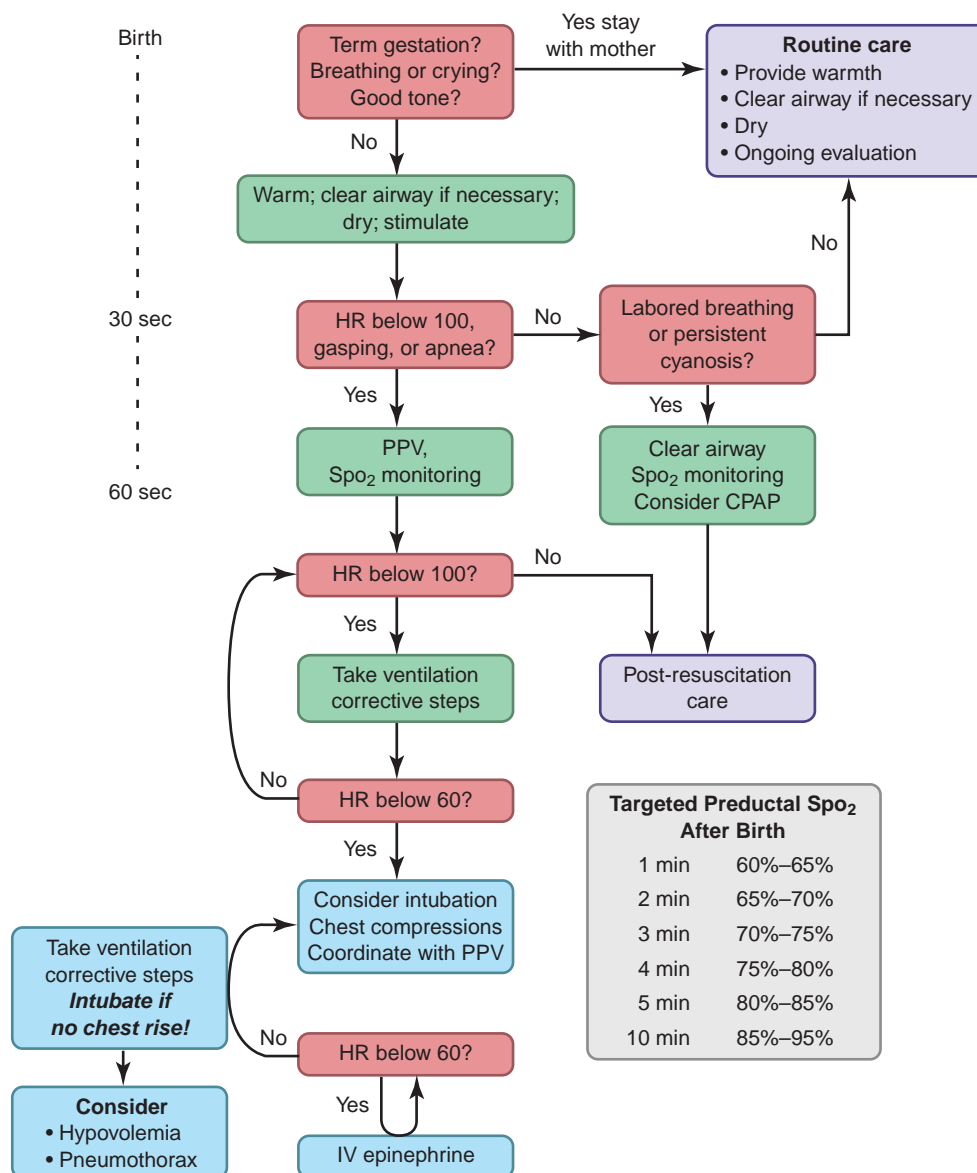 Birth
Term gestation?
Breathing or crying?
Good tone?
Yes stay
with mother
Routine care
• Provide warmth
• Clear airway if necessary
• Dry
• Ongoing evaluation
No
Warm; clear airway if necessary;
dry; stimulate
No
30 sec
HR below 100,
gasping, or apnea?
No
Labored breathing
or persistent
cyanosis?
Yes
Yes
PPV,
Spo₂ monitoring
Clear airway
Spo₂ monitoring
Consider CPAP
60 sec
HR below 100?
No
Yes
Take ventilation
corrective steps
Post-resuscitation
care
No
HR below 60?
Yes
Targeted Preductal Spo₂
After Birth
1 min 60%–65%
2 min 65%–70%
3 min 70%–75%
4 min 75%–80%
5 min 80%–85%
10 min 85%–95%
Consider intubation
Chest compressions
Coordinate with PPV
Take ventilation
corrective steps
Intubate if
no chest rise!
No
HR below 60?
Yes
IV epinephrine
Consider
• Hypovolemia
• Pneumothorax